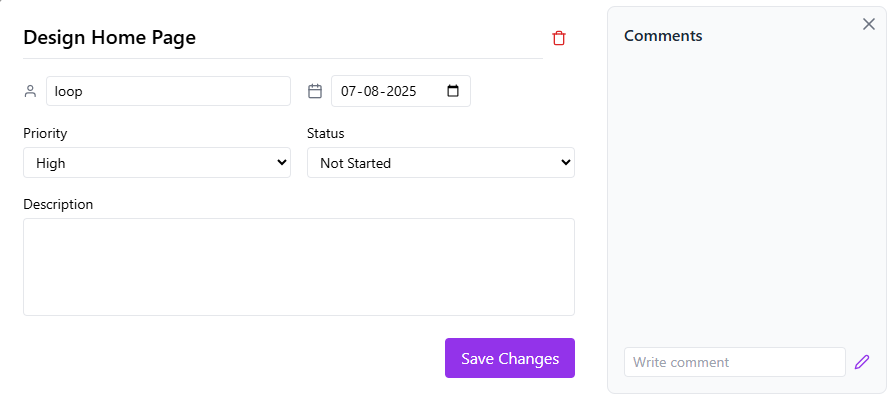 Design Home Page
loop
07-08-2025
Priority
Status
High
Not Started
Description
Save Changes
Comments
Write comment